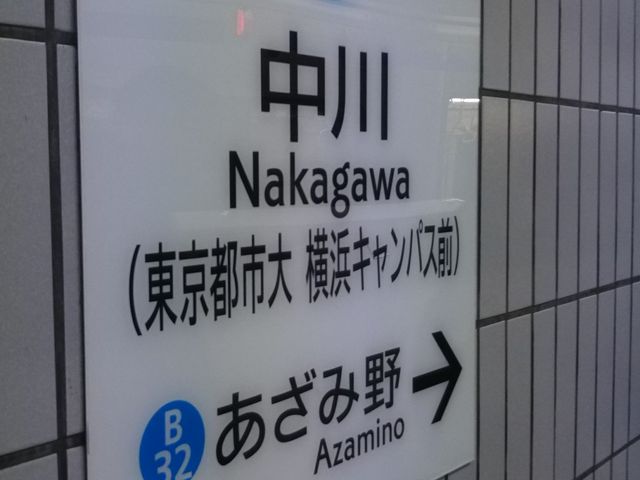 中川
Nakagawa
(東京都市大 横浜キャンパス前)
B
32
あざみ野→
Azamino